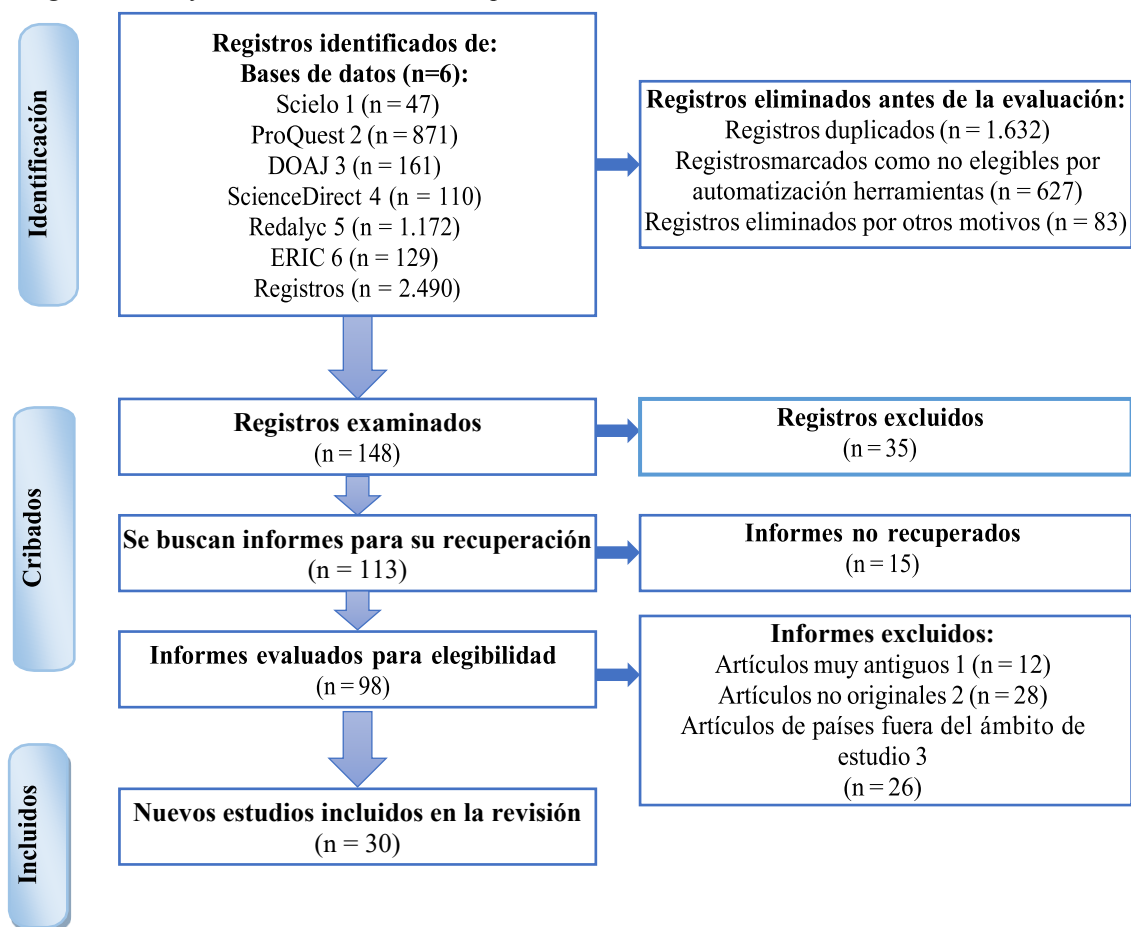 Identificación
Registros identificados de:
Bases de datos (n=6):
Scielo 1 (n = 47)
ProQuest 2 (n = 871)
DOAJ 3 (n = 161)
ScienceDirect 4 (n = 110)
Redalyc 5 (n = 1.172)
ERIC 6 (n = 129)
Registros (n = 2.490)
Registros eliminados antes de la evaluación:
Registros duplicados (n = 1.632)
Registrosmarcados como no elegibles por
automatización herramientas (n = 627)
Registros eliminados por otros motivos (n = 83)
Cribados
Registros examinados
(n = 148)
Registros excluidos
(n = 35)
Se buscan informes para su recuperación
(n = 113)
Informes no recuperados
(n = 15)
Informes evaluados para elegibilidad
(n = 98)
Informes excluidos:
Artículos muy antiguos 1 (n = 12)
Artículos no originales 2 (n = 28)
Artículos de países fuera del ámbito de
estudio 3
(n = 26)
Incluidos
Nuevos estudios incluidos en la revisión
(n = 30)